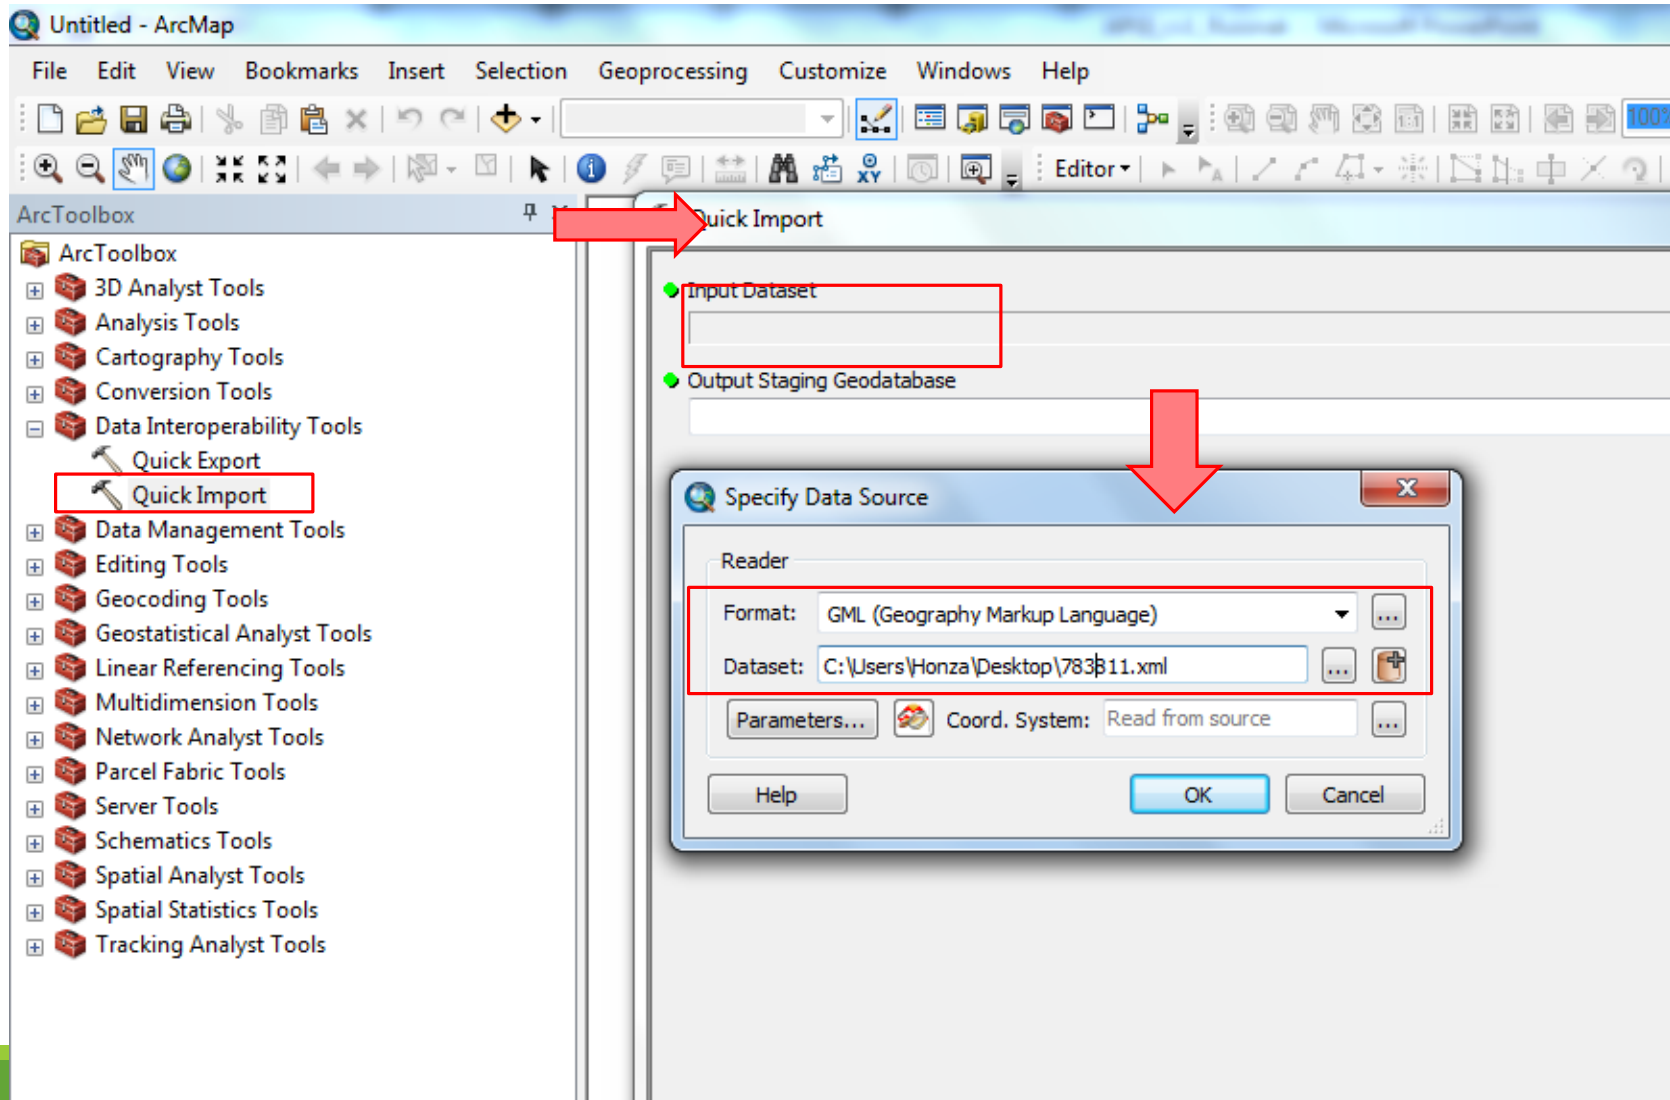 Untitled - ArcMap
File Edit View Bookmarks Insert Selection Geoprocessing Customize Windows Help
1:1
100%
Editor
ArcToolbox
Quick Import
ArcToolbox
3D Analyst Tools
Analysis Tools
Cartography Tools
Conversion Tools
Data Interoperability Tools
Quick Export
Quick Import
Data Management Tools
Editing Tools
Geocoding Tools
Geostatistical Analyst Tools
Linear Referencing Tools
Multidimension Tools
Network Analyst Tools
Parcel Fabric Tools
Server Tools
Schematics Tools
Spatial Analyst Tools
Spatial Statistics Tools
Tracking Analyst Tools
Input Dataset
Output Staging Geodatabase
Specify Data Source
Reader
Format: GML (Geography Markup Language) ...
Dataset: C:\Users\Honza\Desktop\783811.xml ...
Parameters... Coord. System: Read from source ...
Help OK Cancel